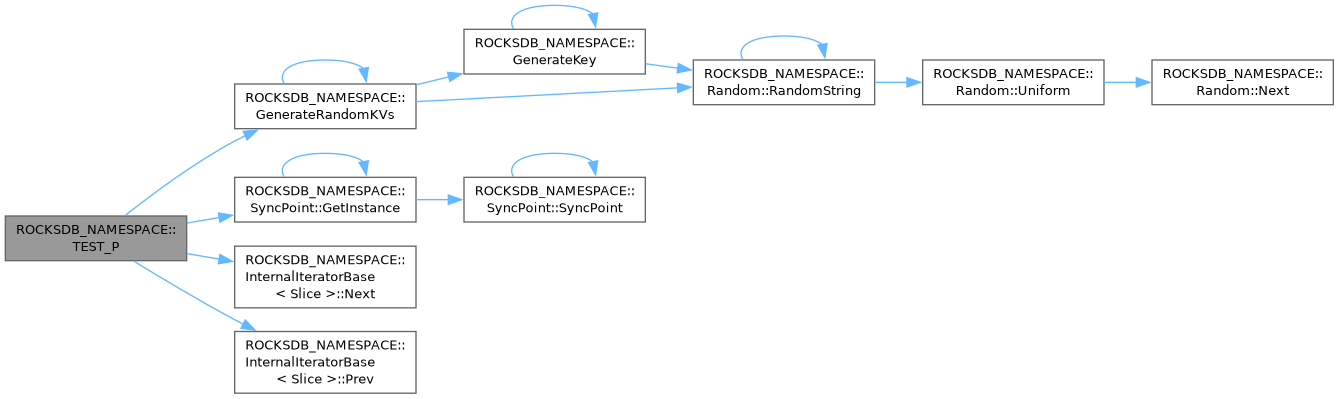 ROCKSDB_NAMESPACE::
TEST_P
ROCKSDB_NAMESPACE::
GenerateRandomKVs
ROCKSDB_NAMESPACE::
GenerateKey
ROCKSDB_NAMESPACE::
Random::RandomString
ROCKSDB_NAMESPACE::
Random::Uniform
ROCKSDB_NAMESPACE::
Random::Next
ROCKSDB_NAMESPACE::
SyncPoint::GetInstance
ROCKSDB_NAMESPACE::
SyncPoint::SyncPoint
ROCKSDB_NAMESPACE::
InternalIteratorBase
< Slice >::Next
ROCKSDB_NAMESPACE::
InternalIteratorBase
< Slice >::Prev